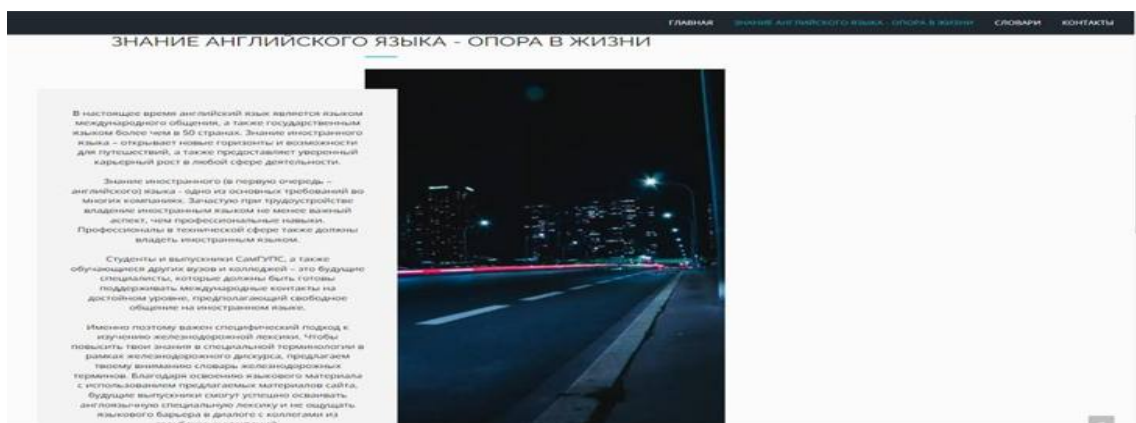 ГЛАВНАЯ ЗНАНИЕ АНГЛИЙСКОГО ЯЗЫКА - ОПОРА В ЖИЗНИ СЛОВАРИ КОНТАКТЫ
ЗНАНИЕ АНГЛИЙСКОГО ЯЗЫКА - ОПОРА В ЖИЗНИ
В настоящее время английский язык является языком
международного общения, а также государственным
языком более чем в 50 странах. Знание иностранного
языка – открывает новые горизонты и возможности
для путешествий, а также предоставляет уверенный
карьерный рост в любой сфере деятельности.
Знание иностранного (в первую очередь –
английского) языка - одно из основных требований во
многих компаниях. Зачастую при трудоустройстве
владение иностранным языком не менее важный
аспект, чем профессиональные навыки.
Профессионалы в технической сфере также должны
владеть иностранным языком.
Студенты и выпускники СамГУПС, а также
обучающиеся других вузов и колледжей – это будущие
специалисты, которые должны быть готовы
поддерживать международные контакты на
достойном уровне, предполагающий свободное
общение на иностранном языке.
Именно поэтому важен специфический подход к
изучению железнодорожной лексики. Чтобы
повысить твои знания в специальной терминологии в
рамках железнодорожного дискурса, предлагаем
твоему вниманию словарь железнодорожных
терминов. Благодаря освоению языкового материала
с использованием предлагаемых материалов сайта,
будущие выпускники смогут успешно осваивать
англоязычную специальную лексику и не ощущать
языкового барьера в диалоге с коллегами из